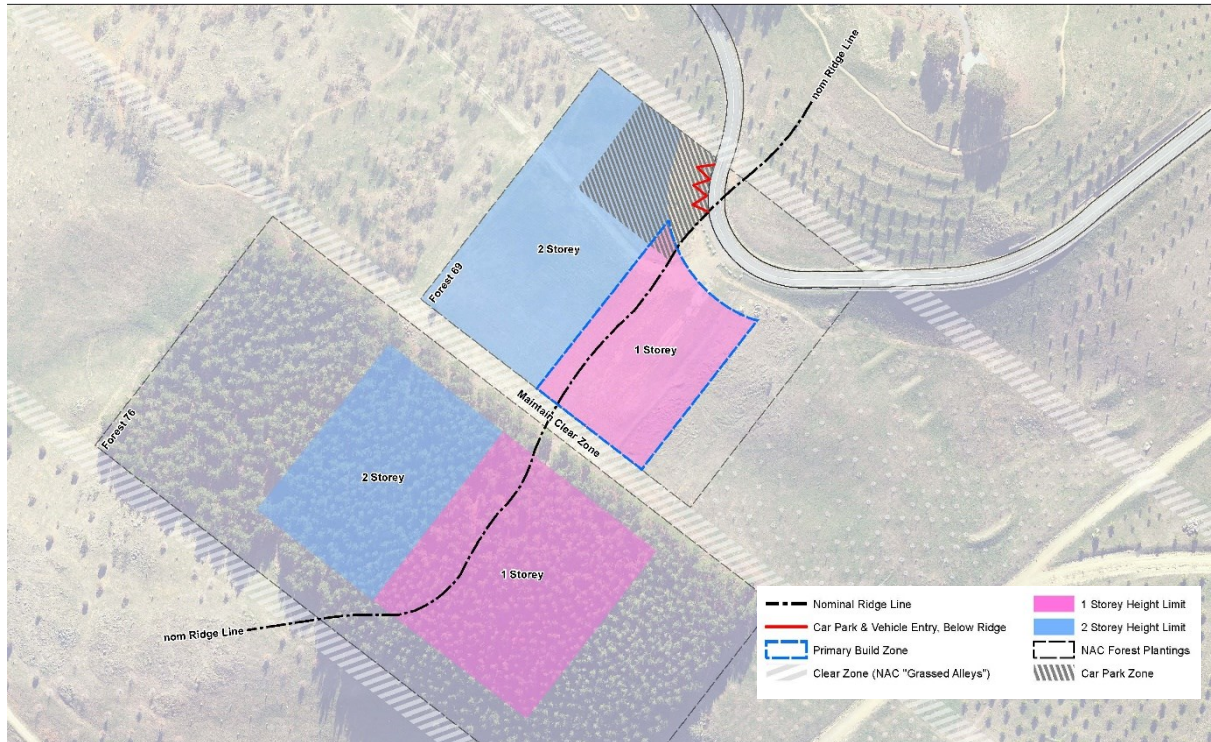 nom Ridge Line
2 Storey
Forest 69
1 Storey
Maintain Clear Zone
Forest 76
2 Storey
1 Storey
nom Ridge Line
Nominal Ridge Line
Car Park & Vehicle Entry, Below Ridge
Primary Build Zone
Clear Zone (NAC "Grassed Alleys")
1 Storey Height Limit
2 Storey Height Limit
NAC Forest Plantings
Car Park Zone